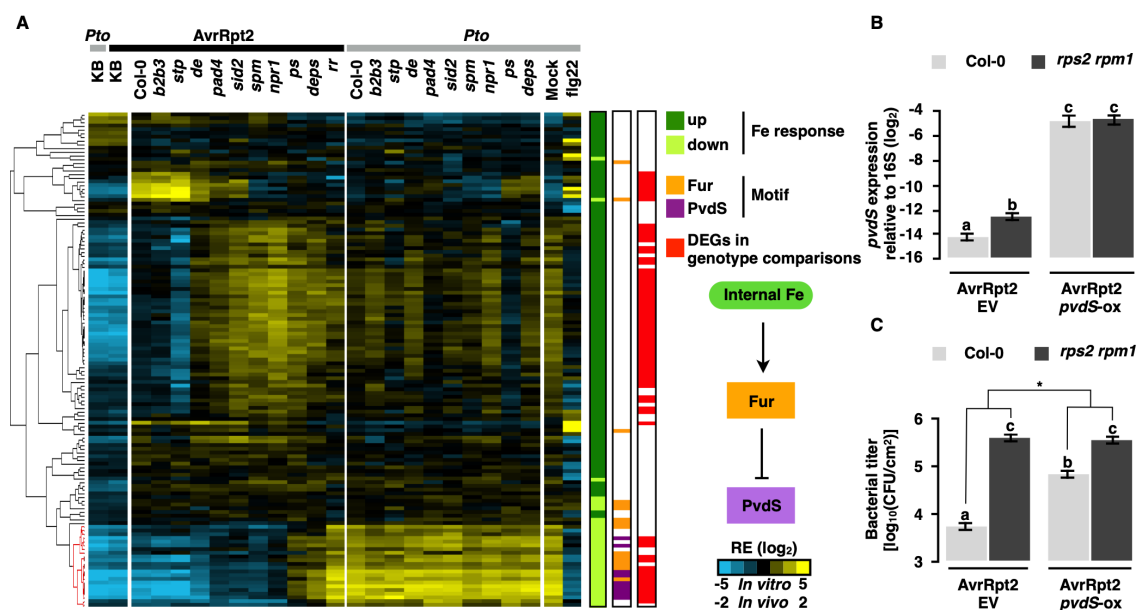 A
Pto
AvrRpt2
Pto
KB
KB
Col-0
b2b3
stp
de
pad4
sid2
spm
npr1
ps
deps
rr
Col-0
b2b3
stp
de
pad4
sid2
spm
npr1
ps
deps
Mock
flg22
up
down
Fe response
Fur
PvdS
Motif
DEGs in
genotype comparisons
Internal Fe
Fur
PvdS
RE (log2)
-5 In vitro 5
-2 In vivo 2
B
Col-0 rps2 rpm1
pvdS expression
relative to 16S (log2)
-4
-6
-8
-10
-12
-14
-16
a
b
c
c
AvrRpt2
EV
AvrRpt2
pvdS-ox
C
Col-0 rps2 rpm1
Bacterial titer
[log10(CFU/cm2)]
6
5
4
3
*
a
c
b
c
AvrRpt2
EV
AvrRpt2
pvdS-ox